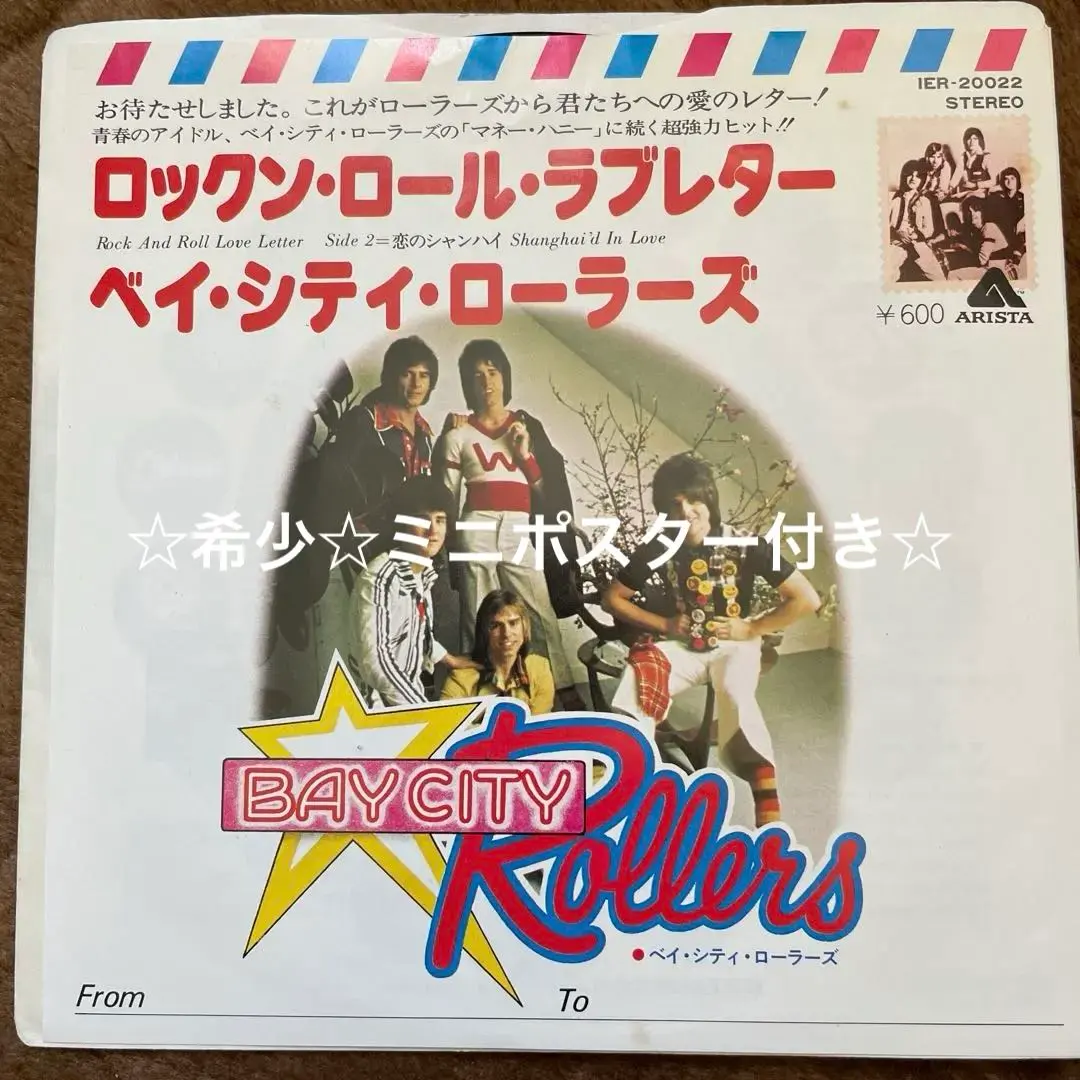 IER-20022
STEREO
お待たせしました。これがローラーズから君たちへの愛のレター!
青春のアイドル、ベイ・シティ・ローラーズの「マネー・ハニー」に続く超強力ヒット!!
ロックン・ロール・ラブレター
Rock And Roll Love Letter Side 2=恋のシャンハイ Shanghai'd In Love
ベイ・シティ・ローラーズ
¥600 ARISTA
W
☆希少☆ミニポスター付き☆
BAY CITY
Rollers
●ベイ・シティ・ローラーズ
From To